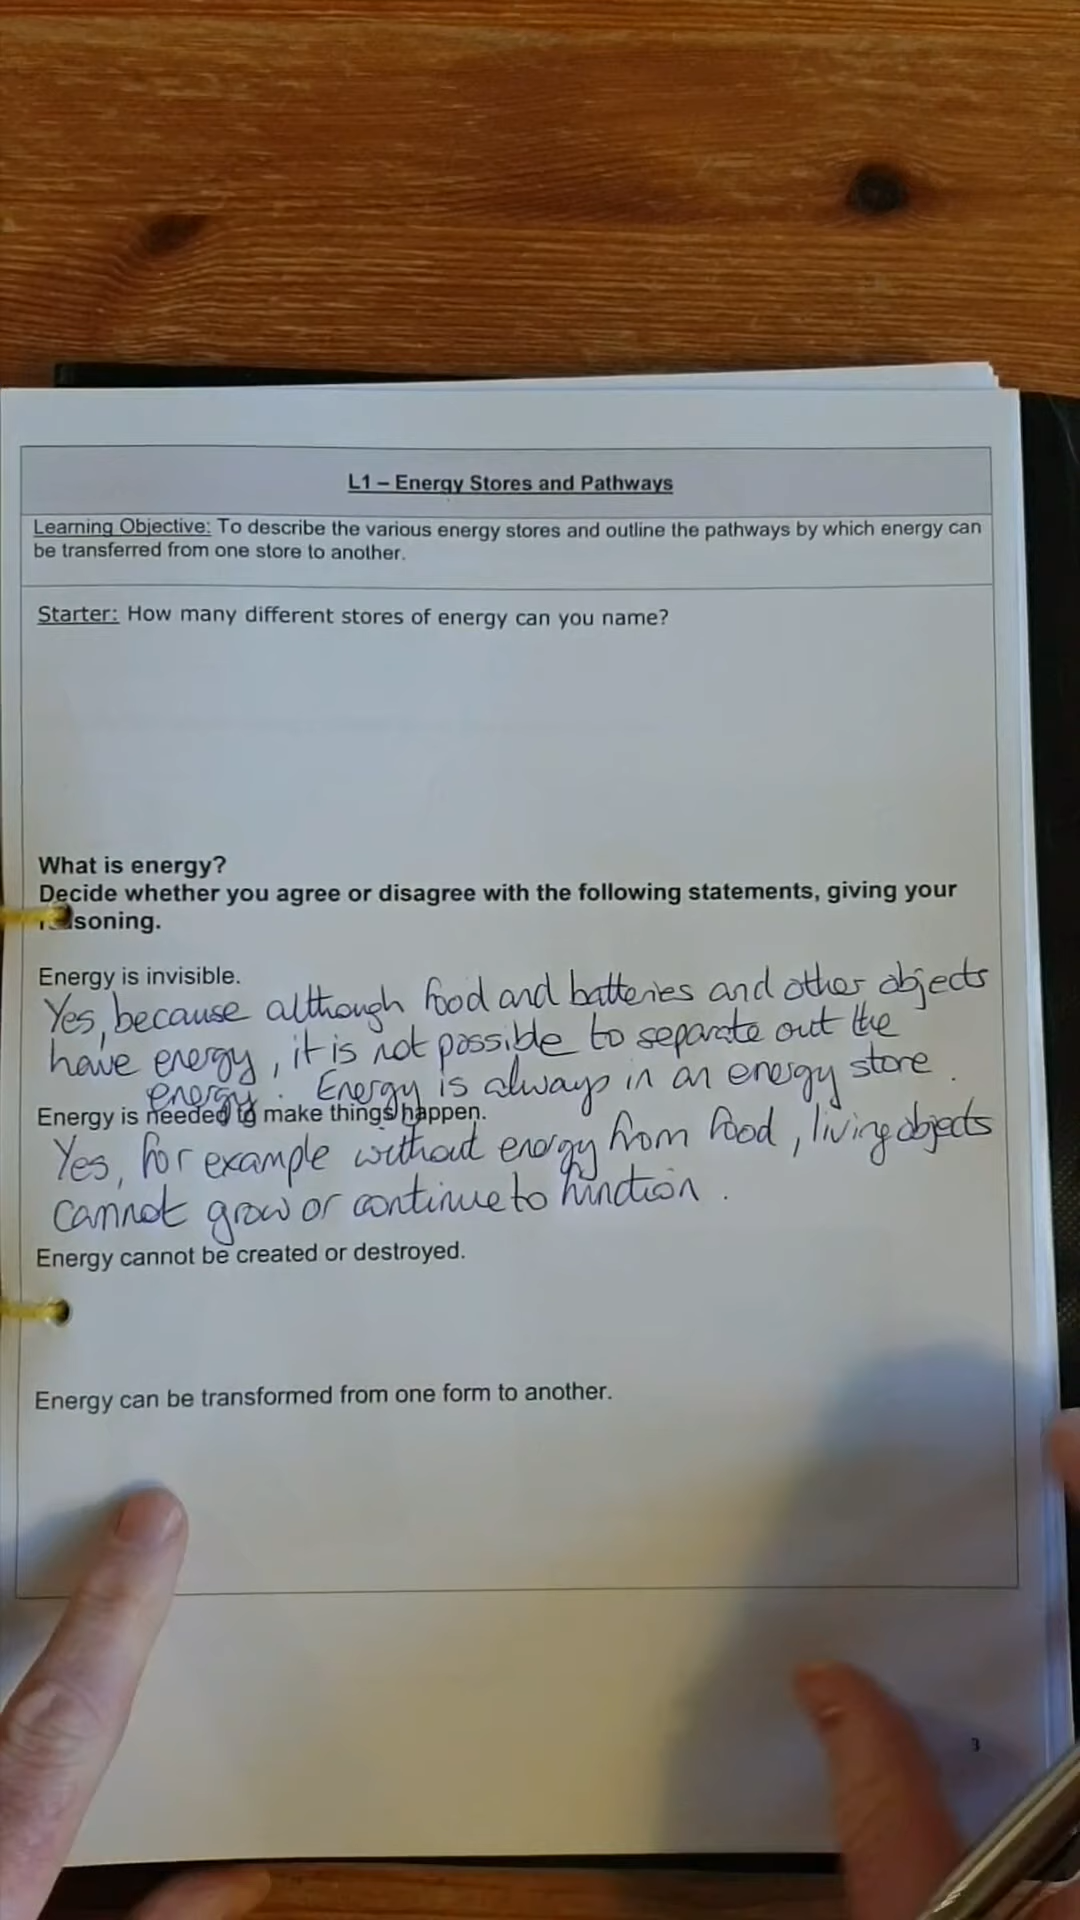 L1 – Energy Stores and Pathways
Learning Objective: To describe the various energy stores and outline the pathways by which energy can
be transferred from one store to another.
Starter: How many different stores of energy can you name?
What is energy?
Decide whether you agree or disagree with the following statements, giving your
reasoning.
Energy is invisible.
Yes, because although food and batteries and other objects
have energy, it is not possible to separate out the
energy. Energy is always in an energy store.
Energy is needed to make things happen.
Yes, for example without energy from food, living objects
cannot grow or continue to function.
Energy cannot be created or destroyed.
Energy can be transformed from one form to another.
3